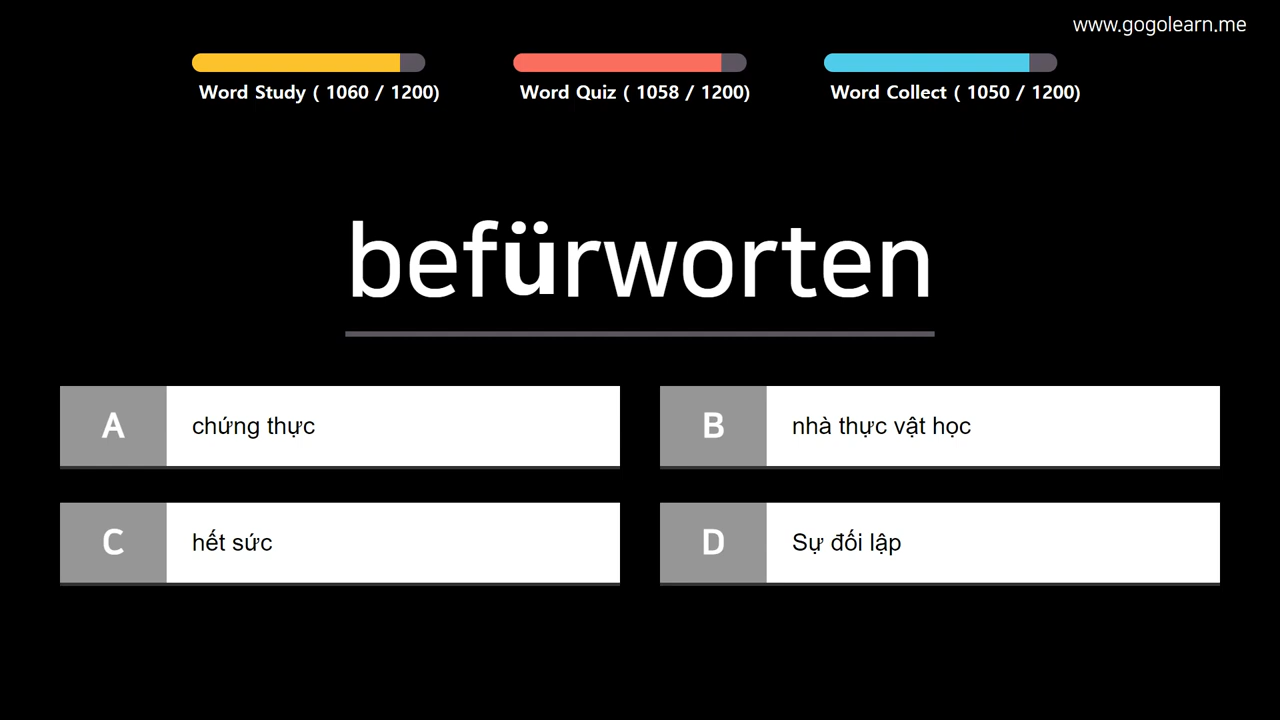 www.gogolearn.me
Word Study ( 1060 / 1200)
Word Quiz ( 1058 / 1200)
Word Collect ( 1050 / 1200)
befürworten
A
chứng thực
B
nhà thực vật học
C
hết sức
D
Sự đối lập